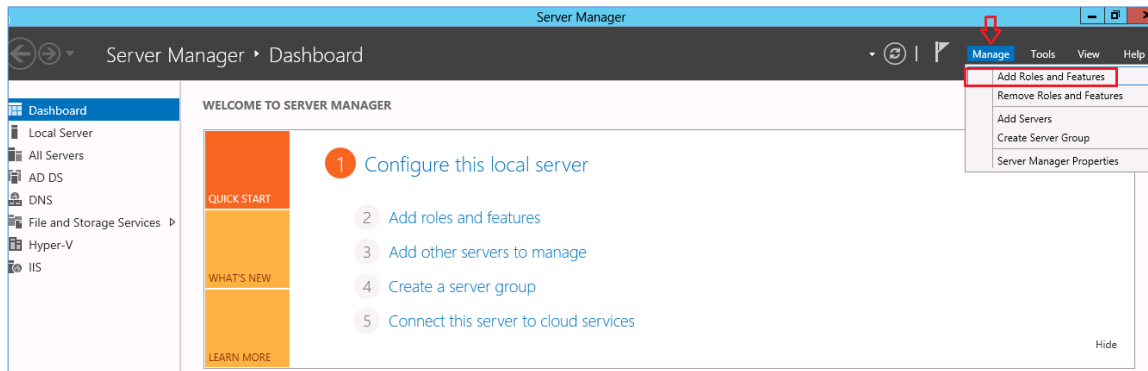 Server Manager
Server Manager • Dashboard
Manage Tools View Help
Add Roles and Features
Remove Roles and Features
Add Servers
Create Server Group
Server Manager Properties
Dashboard
Local Server
All Servers
AD DS
DNS
File and Storage Services
Hyper-V
IIS
WELCOME TO SERVER MANAGER
QUICK START
WHAT'S NEW
LEARN MORE
1 Configure this local server
2 Add roles and features
3 Add other servers to manage
4 Create a server group
5 Connect this server to cloud services
Hide